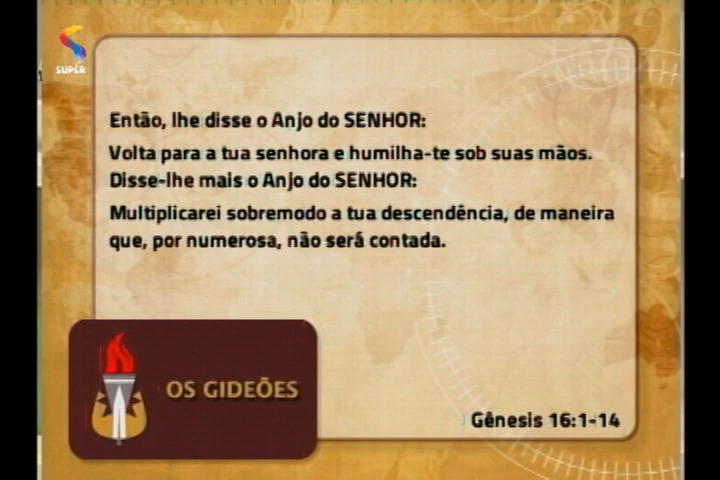 SUPER
Então, lhe disse o Anjo do SENHOR:
Volta para a tua senhora e humilha-te sob suas mãos.
Disse-lhe mais o Anjo do SENHOR:
Multiplicarei sobremodo a tua descendência, de maneira
que, por numerosa, não será contada.
OS GIDEÕES
Gênesis 16:1-14